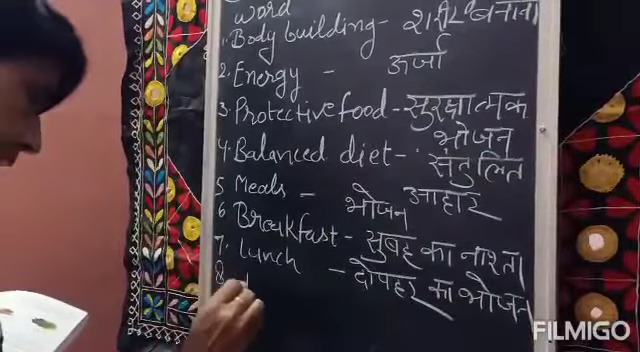 word
1. Body building - शरीर बनाना
2. Energy - ऊर्जा
3. Protective food - सुरक्षात्मक
भोजन
4. Balanced diet - संतुलित
आहार
5 Meals - भोजन
6 Breakfast - सुबह का नाश्ता
7. Lunch - दोपहर का भोजन
8
FILMIGO